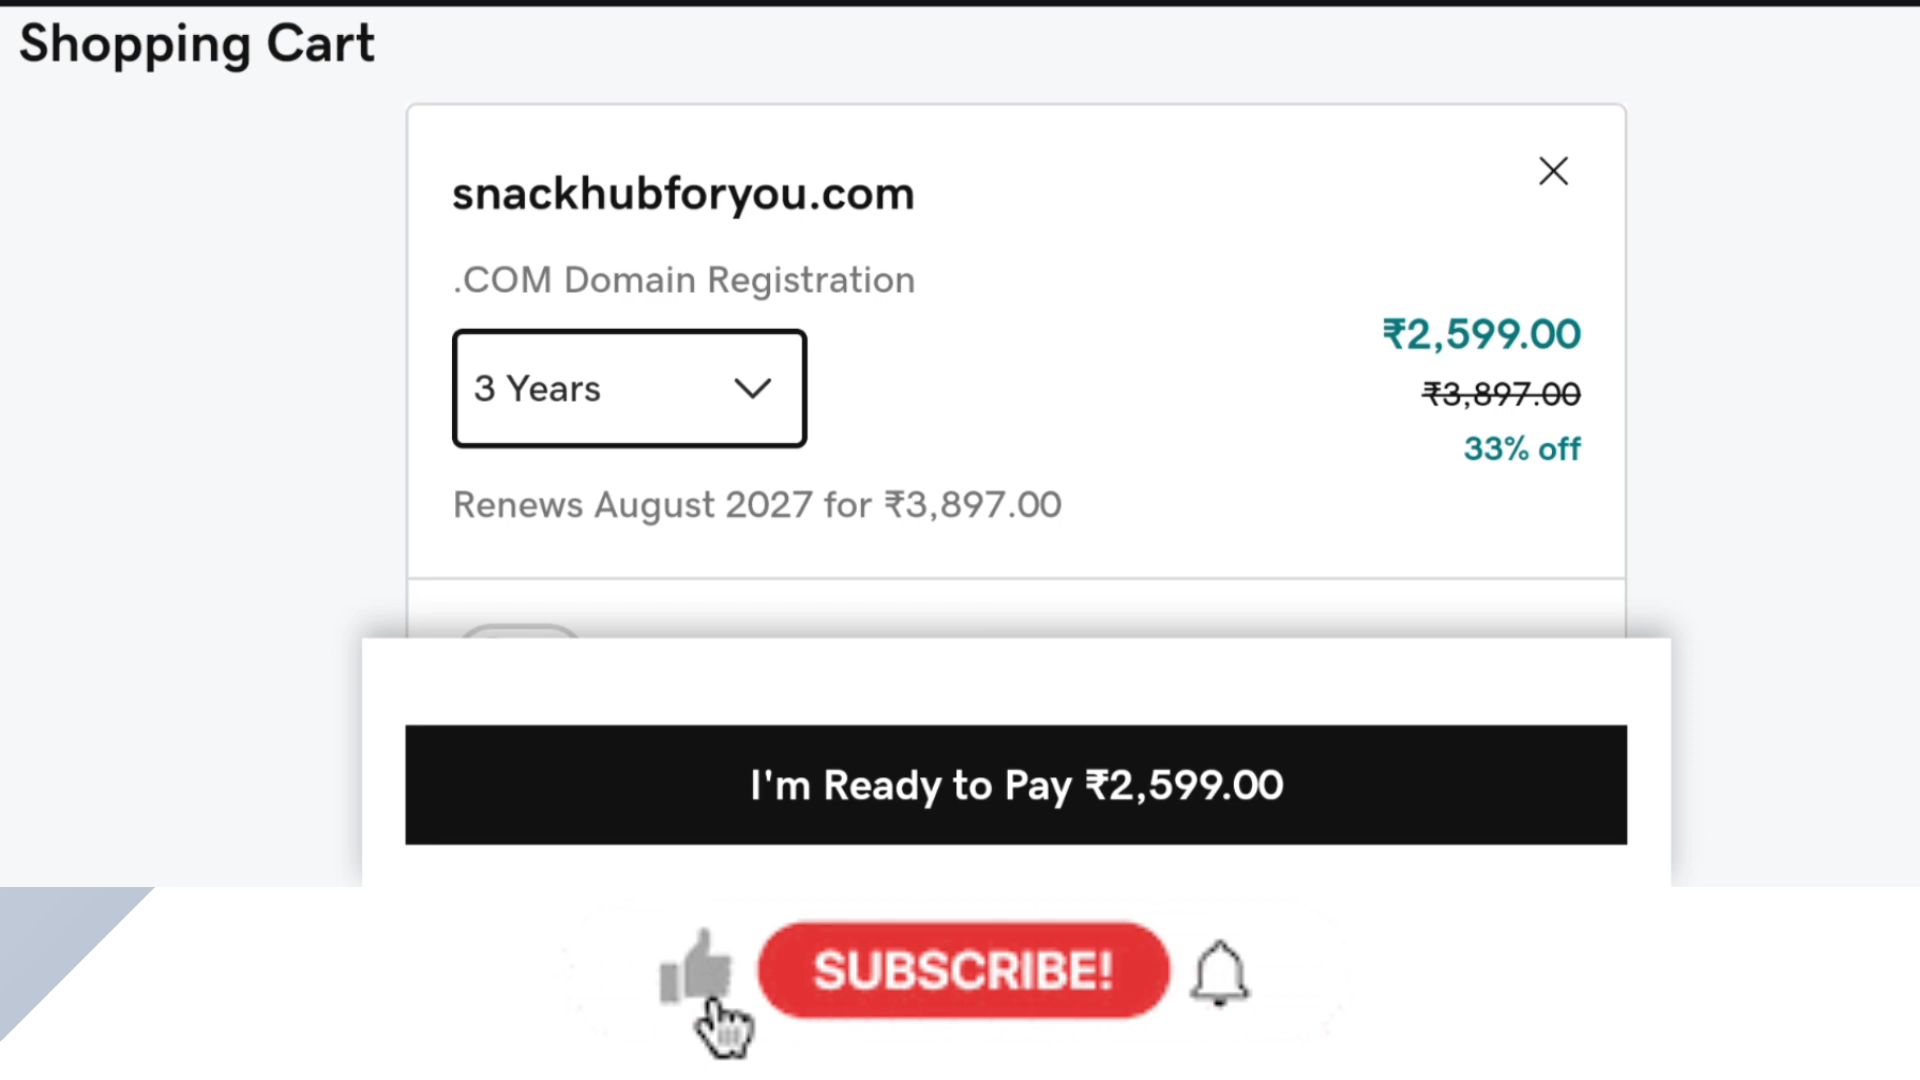 Shopping Cart
snackhubforyou.com
.COM Domain Registration
3 Years
₹2,599.00
₹3,897.00
33% off
Renews August 2027 for ₹3,897.00
I'm Ready to Pay ₹2,599.00
SUBSCRIBE!